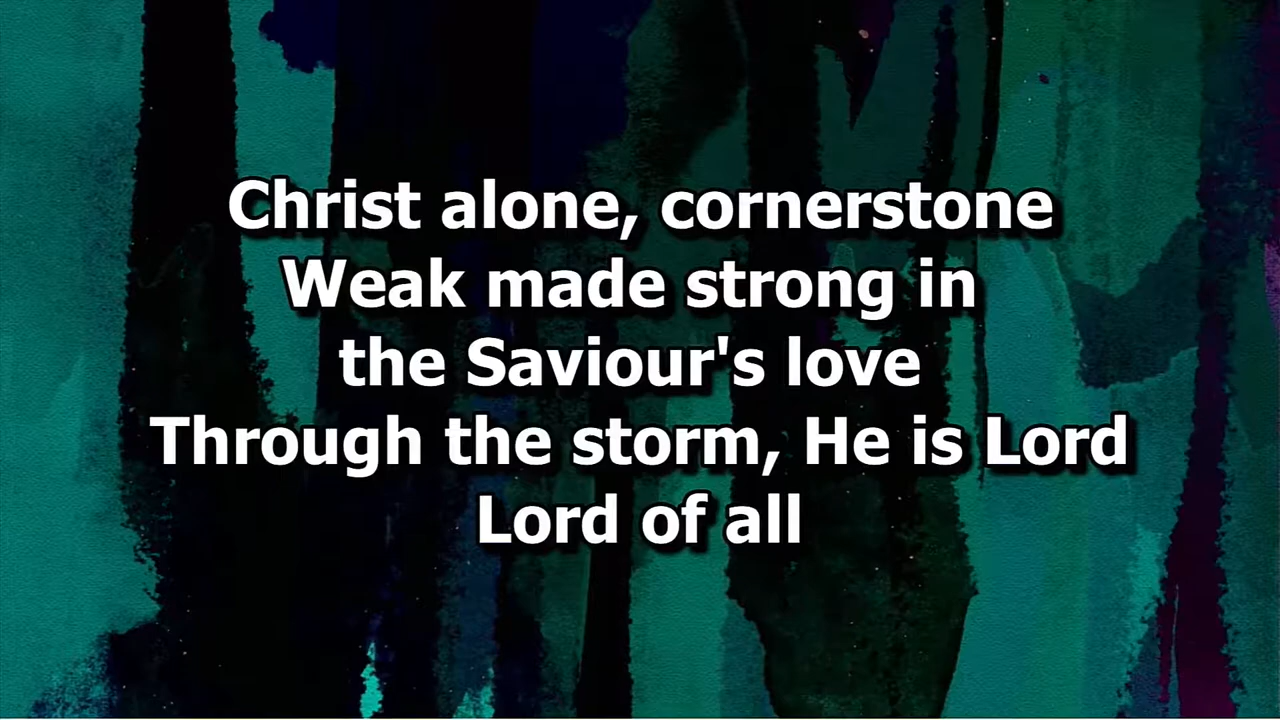 Christ alone, cornerstone
Weak made strong in
the Saviour's love
Through the storm, He is Lord
Lord of all